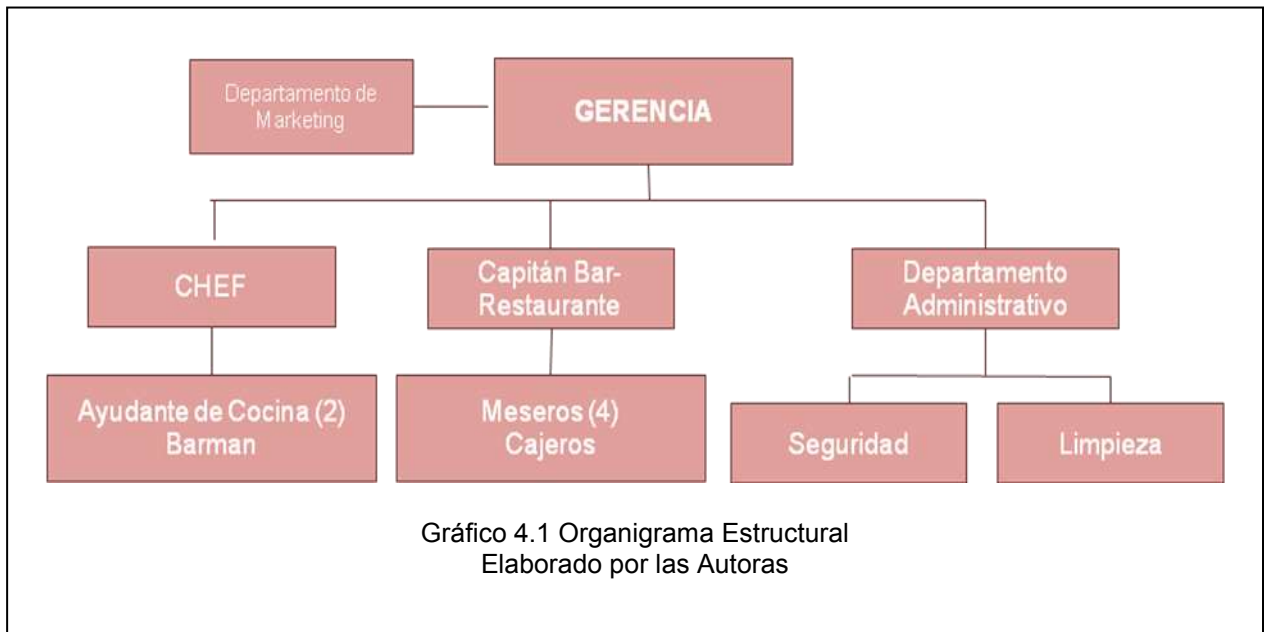 Departamento de
Marketing
GERENCIA
CHEF
Capitán Bar-
Restaurante
Departamento
Administrativo
Ayudante de Cocina (2)
Barman
Meseros (4)
Cajeros
Seguridad
Limpieza
Gráfico 4.1 Organigrama Estructural
Elaborado por las Autoras